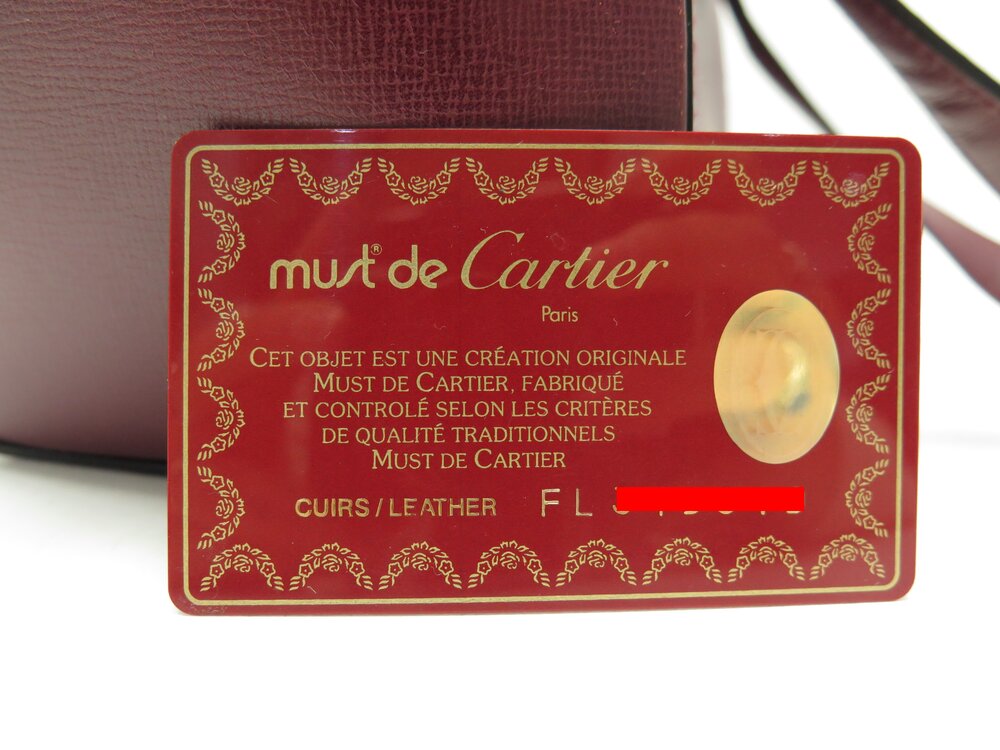 must® de Cartier
Paris
CET OBJET EST UNE CRÉATION ORIGINALE
MUST DE CARTIER, FABRIQUÉ
ET CONTROLÉ SELON LES CRITÈRES
DE QUALITÉ TRADITIONNELS
MUST DE CARTIER
CUIRS / LEATHER FL